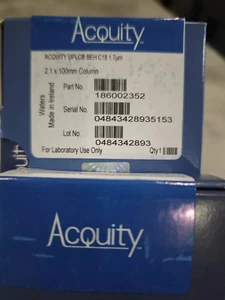 Acquity
ACQUITY UPLC® BEH C18 1.7µm
2.1 x 100mm Column
Part No.
186002352
Serial No.
04843428935153
Lot No.
0484342893
For Laboratory Use Only
Qty 1
Waters
Made in Ireland
Acquity